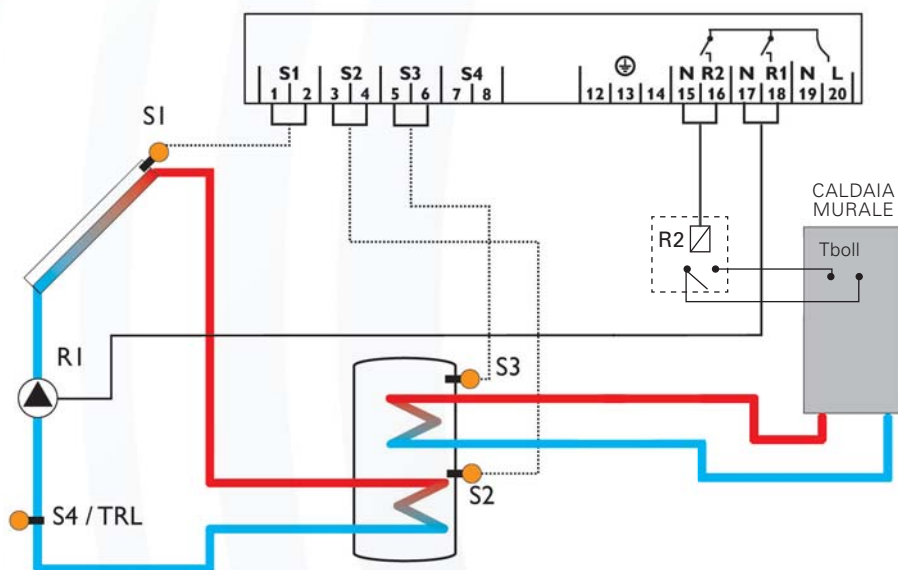 S1 S2 S3 S4 N R2 N R1 N L
1 2 3 4 5 6 7 8 12 13 14 15 16 17 18 19 20
S1
CALDAIA
MURALE
R2
Tboll
R1
S3
S2
S4 / TRL